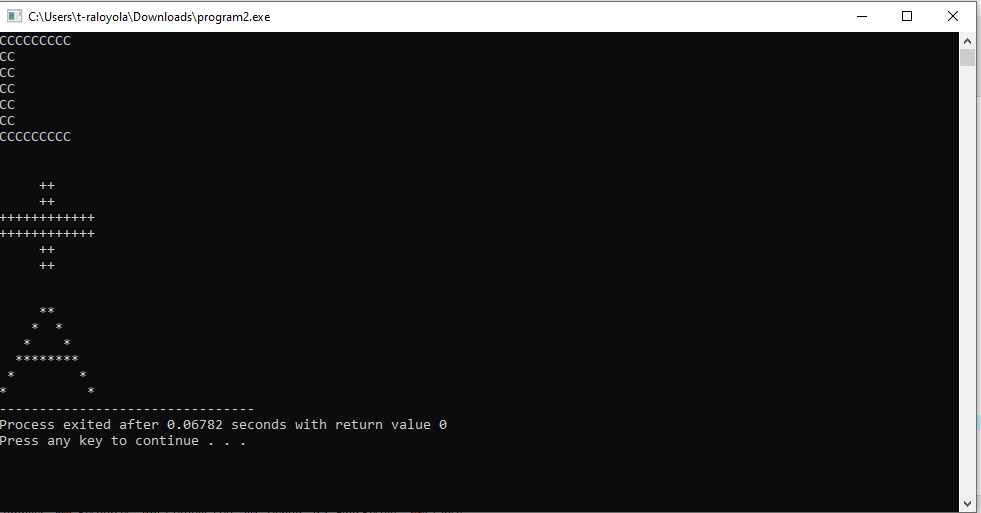 C:\Users\t-raloyola\Downloads\program2.exe
CCCCCCCCC
CC
CC
CC
CC
CC
CCCCCCCCC
     ++
     ++
++++++++++++
++++++++++++
     ++
     ++
     **
    *  *
   *    *
  ********
 *        *
*          *
--------------------------------
Process exited after 0.06782 seconds with return value 0
Press any key to continue . . .